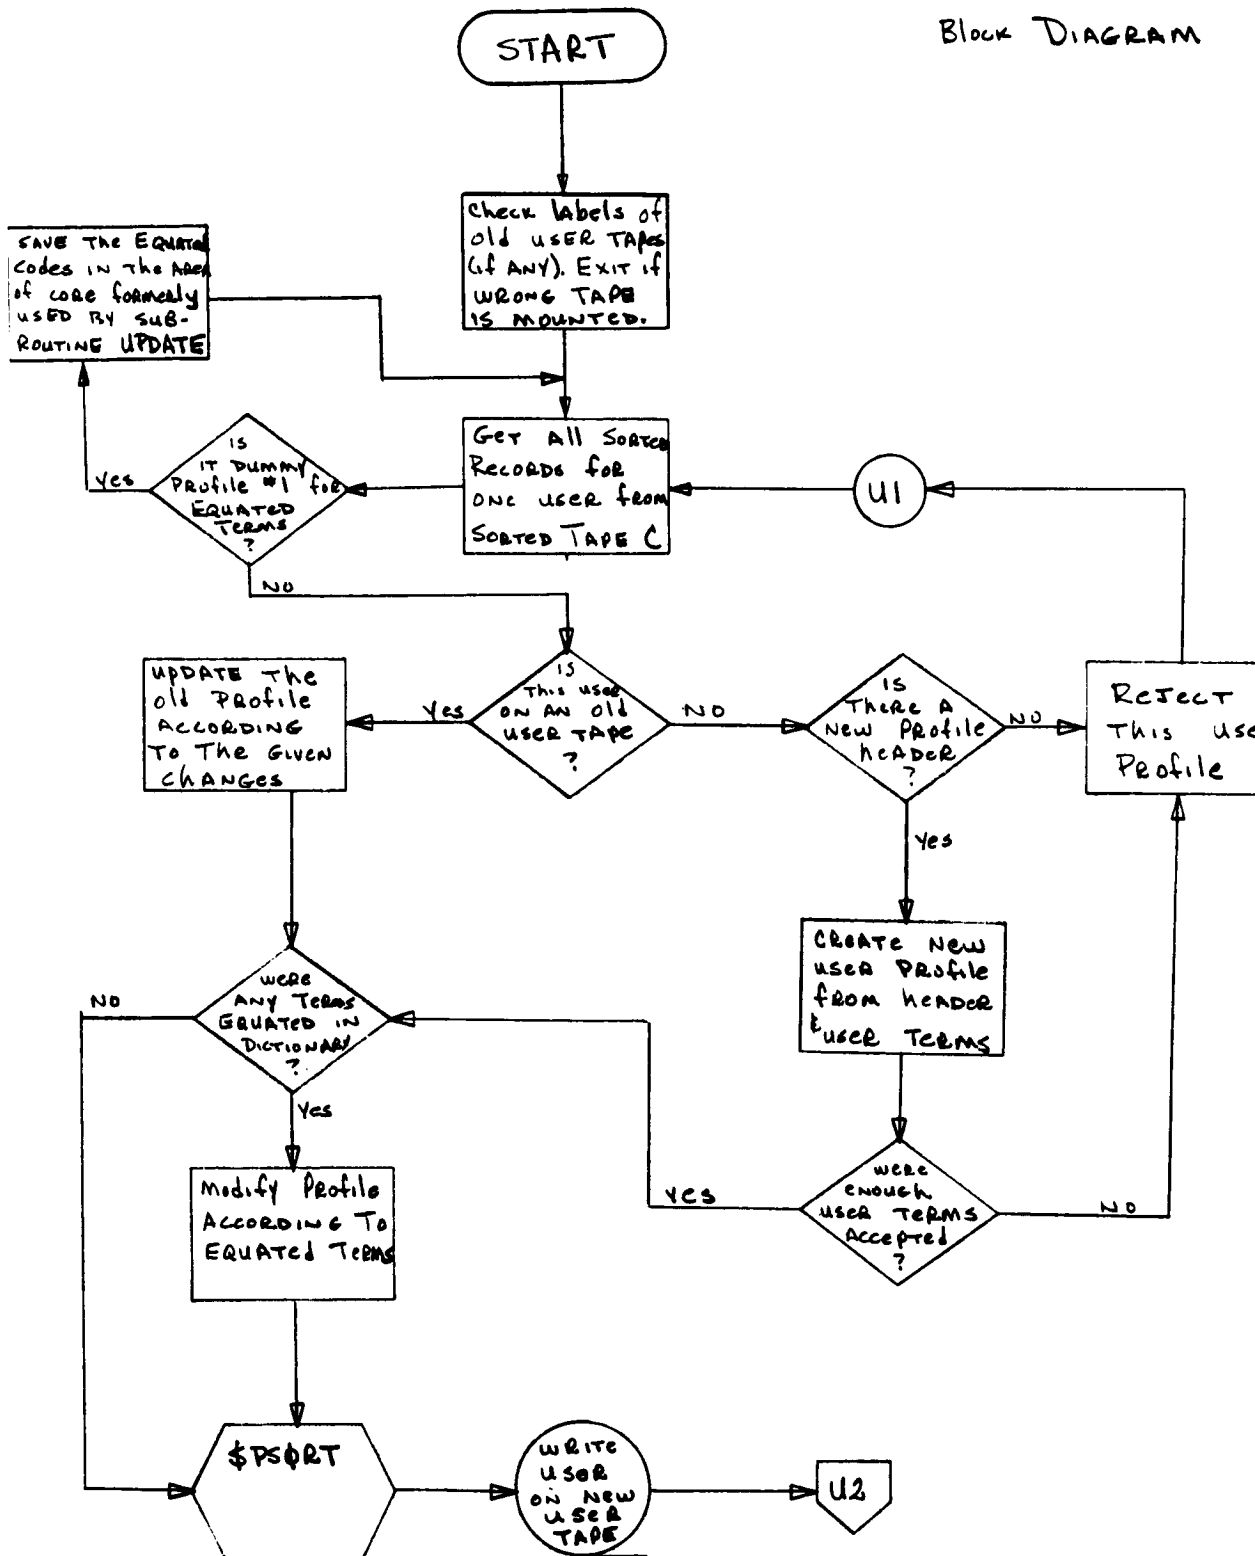 Block DIAGRAM
START
Check labels of
old USER TAPES
(if ANY). EXIT if
WRONG TAPE
IS MOUNTED.
SAVE The EQUATED
Codes IN The AREA
of CORE formerly
USED BY SUB-
ROUTINE UPDATE
GET All SORTED
RECORDS FOR
ONE USER FROM
SORTED TAPE C
IS
IT DUMMY
PROFILE #1 for
EQUATED
TERMS
?
Yes
NO
U1
UPDATE The
old PROFILE
ACCORDING
TO The GIVEN
ChANGES
IS
This USER
ON AN Old
USER TAPE
?
Yes
NO
IS
THERE A
NEW PROFILE
HEADER
?
NO
Yes
REJECT
This USE
PROFILE
CREATE NEW
USER PROFILE
FROM HEADER
& USER TERMS
WERE
ANY TERMS
EQUATED IN
DICTIONARY
?
NO
Yes
WERE
ENOUGH
USER TERMS
ACCEPTED
?
YES
NO
Modify PROFILE
ACCORDING TO
EQUATED TERMS
$PSØRT
WRITE
USER
ON NEW
USER
TAPE
U2